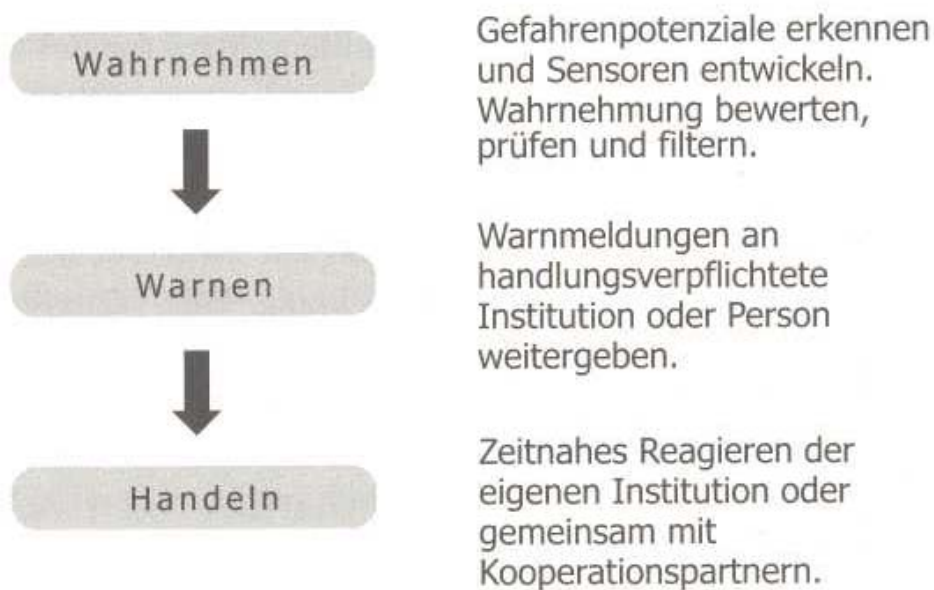 Wahrnehmen
Gefahrenpotenziale erkennen
und Sensoren entwickeln.
Wahrnehmung bewerten,
prüfen und filtern.
Warnen
Warnmeldungen an
handlungsverpflichtete
Institution oder Person
weitergeben.
Handeln
Zeitnahes Reagieren der
eigenen Institution oder
gemeinsam mit
Kooperationspartnern.